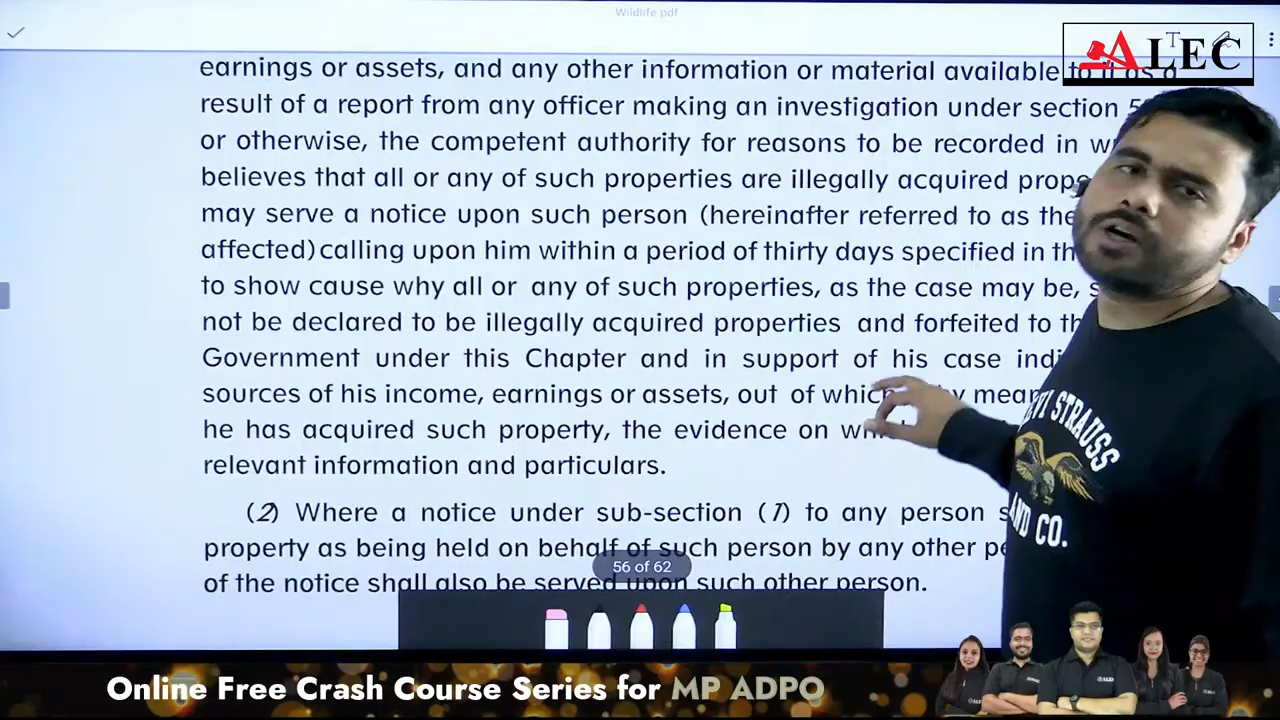 Wildlife.pdf
ALEC
earnings or assets, and any other information or material available to it as a
result of a report from any officer making an investigation under section
or otherwise, the competent authority for reasons to be recorded in
believes that all or any of such properties are illegally acquired
may serve a notice upon such person (hereinafter referred to as the
affected) calling upon him within a period of thirty days specified in
to show cause why all or any of such properties, as the case may be,
not be declared to be illegally acquired properties and forfeited to
Government under this Chapter and in support of his case
sources of his income, earnings or assets, out of which
he has acquired such property, the evidence on
relevant information and particulars.
(2) Where a notice under sub-section (1) to any person
property as being held on behalf of such person by any other
of the notice shall also be served upon such other person.
56 of 62
STRAUSS
AND CO.
Online Free Crash Course Series for MP ADPO